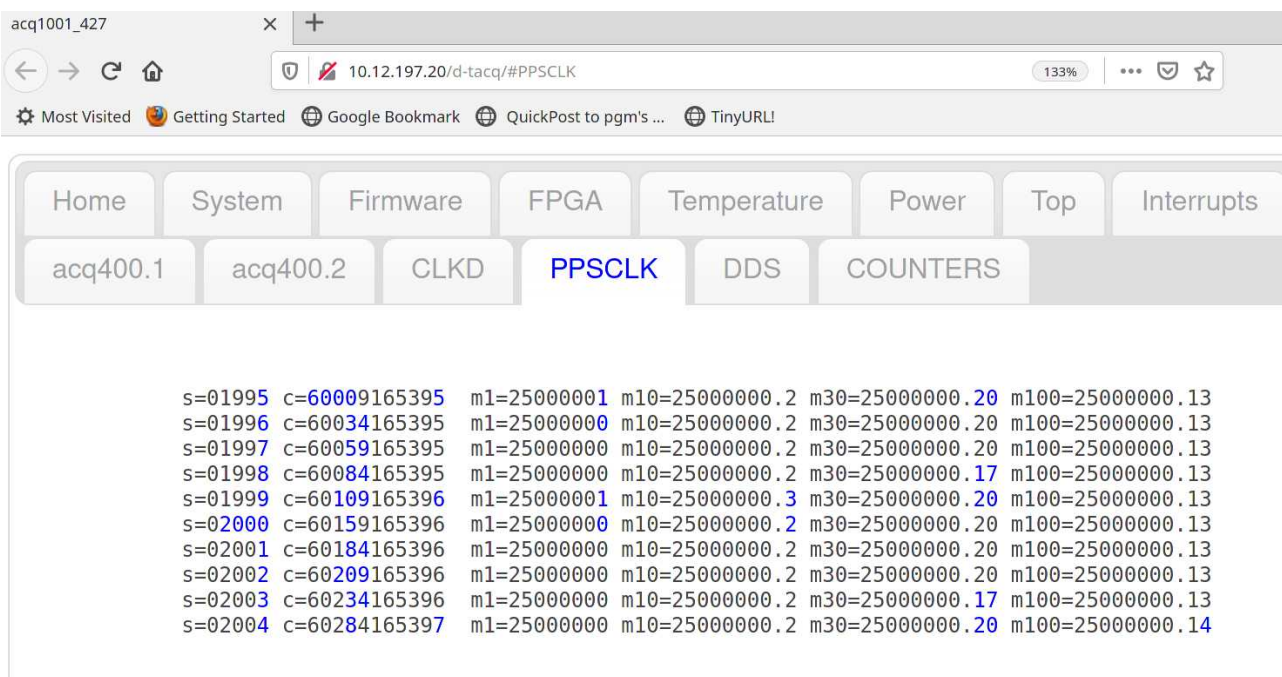 acq1001_427
10.12.197.20/d-tacq/#PPSCLK 133%
Most Visited Getting Started Google Bookmark QuickPost to pgm's ... TinyURL!
Home System Firmware FPGA Temperature Power Top Interrupts
acq400.1 acq400.2 CLKD PPSCLK DDS COUNTERS
s=01995 c=60009165395 m1=25000001 m10=25000000.2 m30=25000000.20 m100=25000000.13
s=01996 c=60034165395 m1=25000000 m10=25000000.2 m30=25000000.20 m100=25000000.13
s=01997 c=60059165395 m1=25000000 m10=25000000.2 m30=25000000.20 m100=25000000.13
s=01998 c=60084165395 m1=25000000 m10=25000000.2 m30=25000000.17 m100=25000000.13
s=01999 c=60109165396 m1=25000001 m10=25000000.3 m30=25000000.20 m100=25000000.13
s=02000 c=60159165396 m1=25000000 m10=25000000.2 m30=25000000.20 m100=25000000.13
s=02001 c=60184165396 m1=25000000 m10=25000000.2 m30=25000000.20 m100=25000000.13
s=02002 c=60209165396 m1=25000000 m10=25000000.2 m30=25000000.20 m100=25000000.13
s=02003 c=60234165396 m1=25000000 m10=25000000.2 m30=25000000.17 m100=25000000.13
s=02004 c=60284165397 m1=25000000 m10=25000000.2 m30=25000000.20 m100=25000000.14